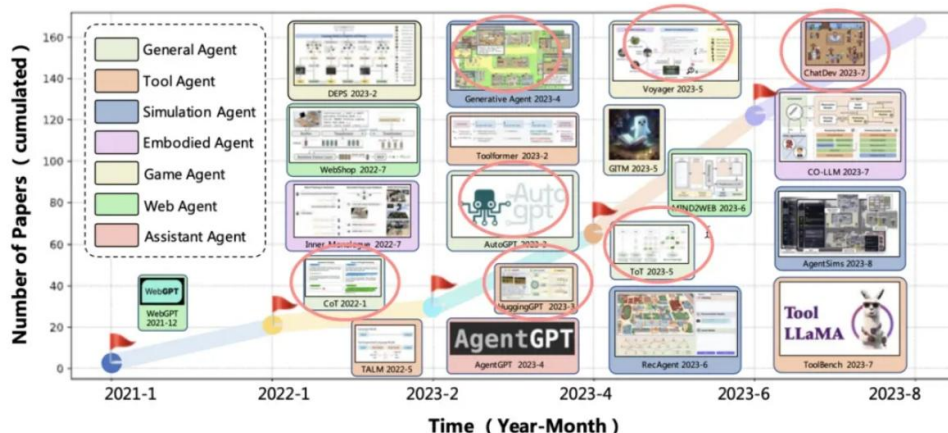 Number of Papers (cumulated)
160
140
120
100
80
60
40
20
0
General Agent
Tool Agent
Simulation Agent
Embodied Agent
Game Agent
Web Agent
Assistant Agent
WebGPT
WebGPT
2021-12
DEPS 2023-2
WebShop 2022-7
Inner Monologue 2022-7
CoT 2022-1
TALM 2022-5
Generative Agent 2023-4
Toolformer 2023-2
Auto
gpt
AutoGPT 2023-3
HuggingGPT 2023-3
AgentGPT
AgentGPT 2023-4
Voyager 2023-5
GITM 2023-5
MIND2WEB 2023-6
ToT 2023-5
RecAgent 2023-6
ChatDev 2023-7
CO-LLM 2023-7
AgentSims 2023-8
Tool
LLaMA
ToolBench 2023-7
2021-1
2022-1
2023-2
2023-4
2023-6
2023-8
Time (Year-Month)